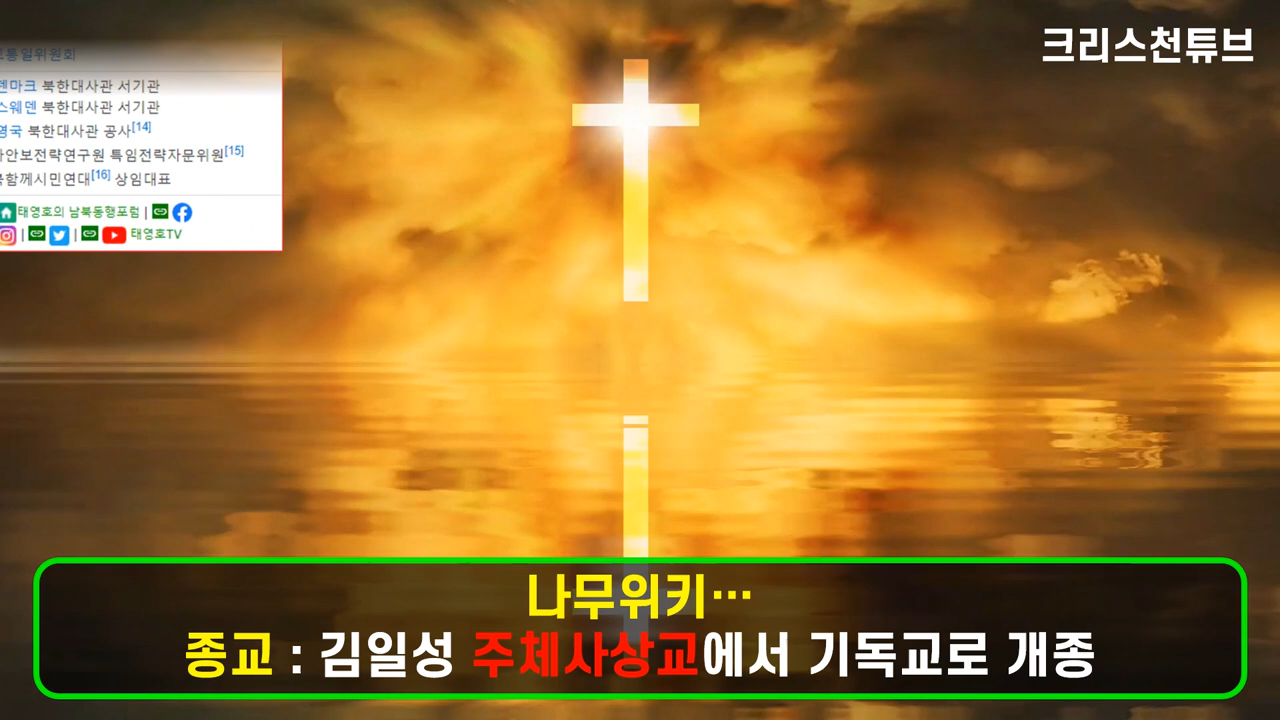 크리스천튜브
통일위원회
덴마크 북한대사관 서기관
스웨덴 북한대사관 서기관
영국 북한대사관 공사[14]
안보전략연구원 특임전략자문위원[15]
함께시민연대[16] 상임대표
태영호의 남북동행포럼 |
| | 태영호TV
나무위키…
종교 : 김일성 주체사상교에서 기독교로 개종